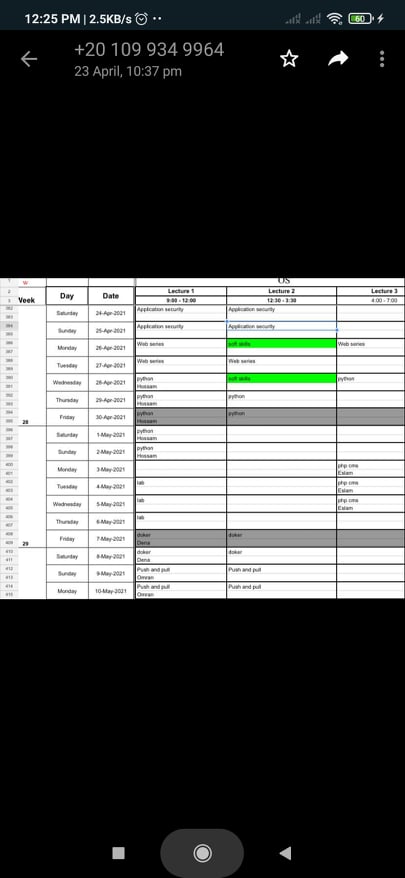 12:25 PM | 2.5KB/s
60
+20 109 934 9964
23 April, 10:37 pm
W
OS
Week Day Date Lecture 1 Lecture 2 Lecture 3
9:00 - 12:00 12:30 - 3:30 4:00 - 7:00
Saturday 24-Apr-2021 Application security Application security
Sunday 25-Apr-2021 Application security Application security
Monday 26-Apr-2021 Web series soft skills Web series
Tuesday 27-Apr-2021 Web series Web series
Wednesday 28-Apr-2021 python soft skills python
Hossam
Thursday 29-Apr-2021 python python
Hossam
Friday 30-Apr-2021 python python
28 Hossam
Saturday 1-May-2021 python
Hossam
Sunday 2-May-2021 python
Hossam
Monday 3-May-2021 php cms
Eslam
Tuesday 4-May-2021 lab php cms
Eslam
Wednesday 5-May-2021 lab php cms
Eslam
Thursday 6-May-2021 lab
Friday 7-May-2021 doker doker
29 Dena
Saturday 8-May-2021 doker doker
Dena
Sunday 9-May-2021 Push and pull Push and pull
Omran
Monday 10-May-2021 Push and pull Push and pull
Omran